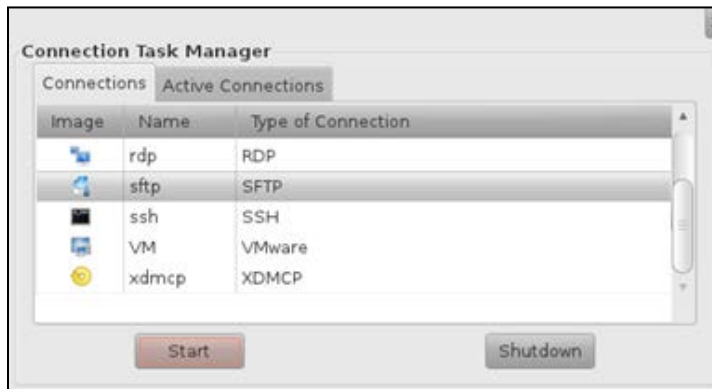 Connection Task Manager
Connections Active Connections
Image Name Type of Connection
rdp RDP
sftp SFTP
ssh SSH
VM VMware
xdmcp XDMCP
Start Shutdown